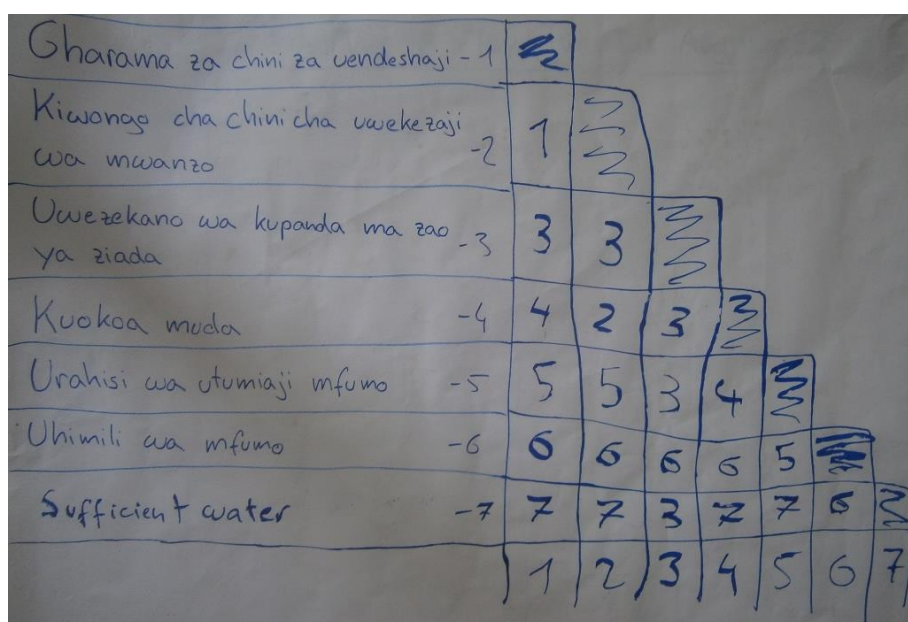 Gharama za chini za uendeshaji - 1
Kiwongo cha chini cha uwekezaji
wa mwanzo -2 1
Uwezekano wa kupanda ma zao
ya ziada -3 3 3
Kuokoa muda -4 4 2 3
Urahisi wa utumiaji mfumo -5 5 5 3 4
Uhimili wa mfumo -6 6 6 6 6 5
Sufficient water -7 7 7 3 7 7 6
1 2 3 4 5 6 7